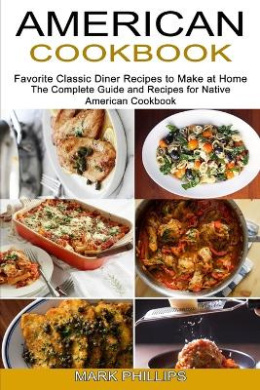 AMERICAN
COOKBOOK
Favorite Classic Diner Recipes to Make at Home
The Complete Guide and Recipes for Native
American Cookbook
MARK PHILLIPS